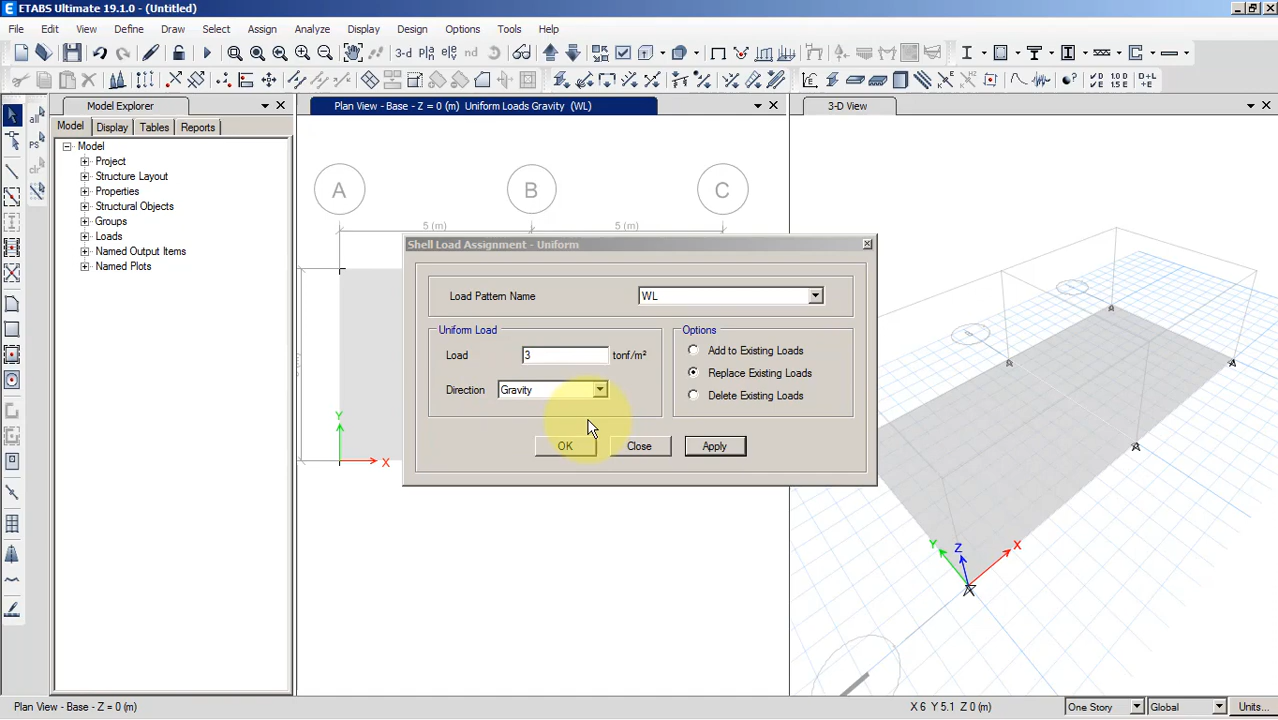 ETABS Ultimate 19.1.0 - (Untitled)
File Edit View Define Draw Select Assign Analyze Display Design Options Tools Help
3-d
Model Explorer
Plan View - Base - Z = 0 (m) Uniform Loads Gravity (WL)
3-D View
Model Display Tables Reports
Model
Project
Structure Layout
Properties
Structural Objects
Groups
Loads
Named Output Items
Named Plots
all
PS
clr
A B C
5 (m) 5 (m)
Y
X
Shell Load Assignment - Uniform
Load Pattern Name WL
Uniform Load
Load 3 tonf/m²
Direction Gravity
Options
Add to Existing Loads
Replace Existing Loads
Delete Existing Loads
OK Close Apply
Y Z X
Plan View - Base - Z = 0 (m)
X 6 Y 5.1 Z 0 (m)
One Story Global Units...